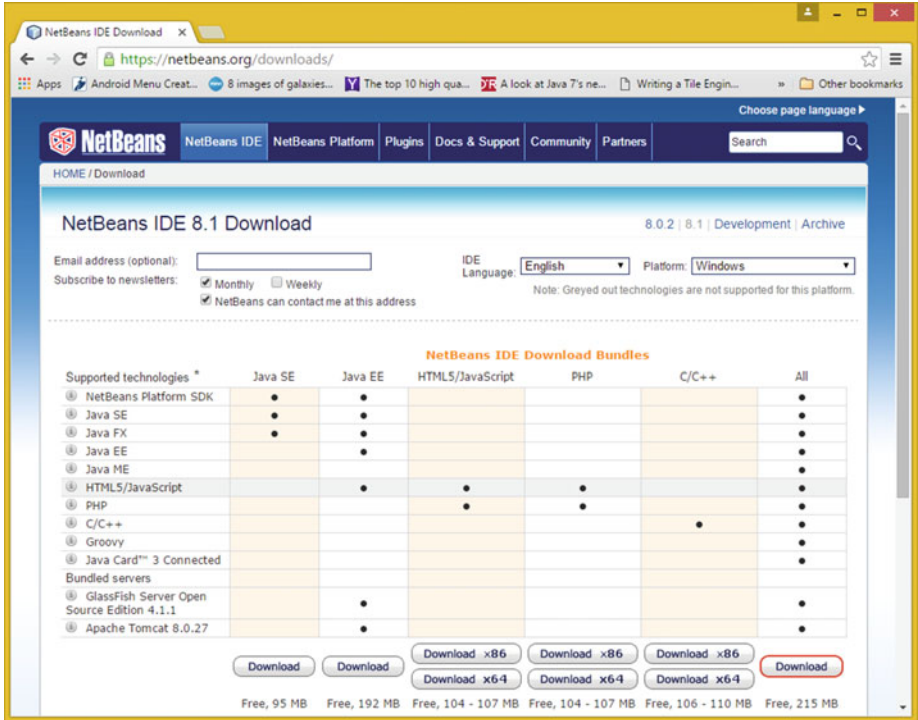 NetBeans IDE Download
https://netbeans.org/downloads/
Apps Android Menu Creat... 8 images of galaxies... The top 10 high qua... A look at Java 7's ne... Writing a Tile Engin... » Other bookmarks
Choose page language
NetBeans NetBeans IDE NetBeans Platform Plugins Docs & Support Community Partners Search
HOME / Download
NetBeans IDE 8.1 Download 8.0.2 | 8.1 | Development | Archive
Email address (optional): IDE Language: English Platform: Windows
Subscribe to newsletters: Monthly Weekly
Note: Greyed out technologies are not supported for this platform.
NetBeans can contact me at this address
NetBeans IDE Download Bundles
Supported technologies * Java SE Java EE HTML5/JavaScript PHP C/C++ All
NetBeans Platform SDK • • •
Java SE • • •
Java FX • • •
Java EE • •
Java ME •
HTML5/JavaScript • • • •
PHP • • •
C/C++ • •
Groovy •
Java Card™ 3 Connected •
Bundled servers
GlassFish Server Open
Source Edition 4.1.1 • •
Apache Tomcat 8.0.27 • •
Download Download Download x86 Download x86 Download x86 Download
Download x64 Download x64 Download x64
Free, 95 MB Free, 192 MB Free, 104 - 107 MB Free, 104 - 107 MB Free, 106 - 110 MB Free, 215 MB